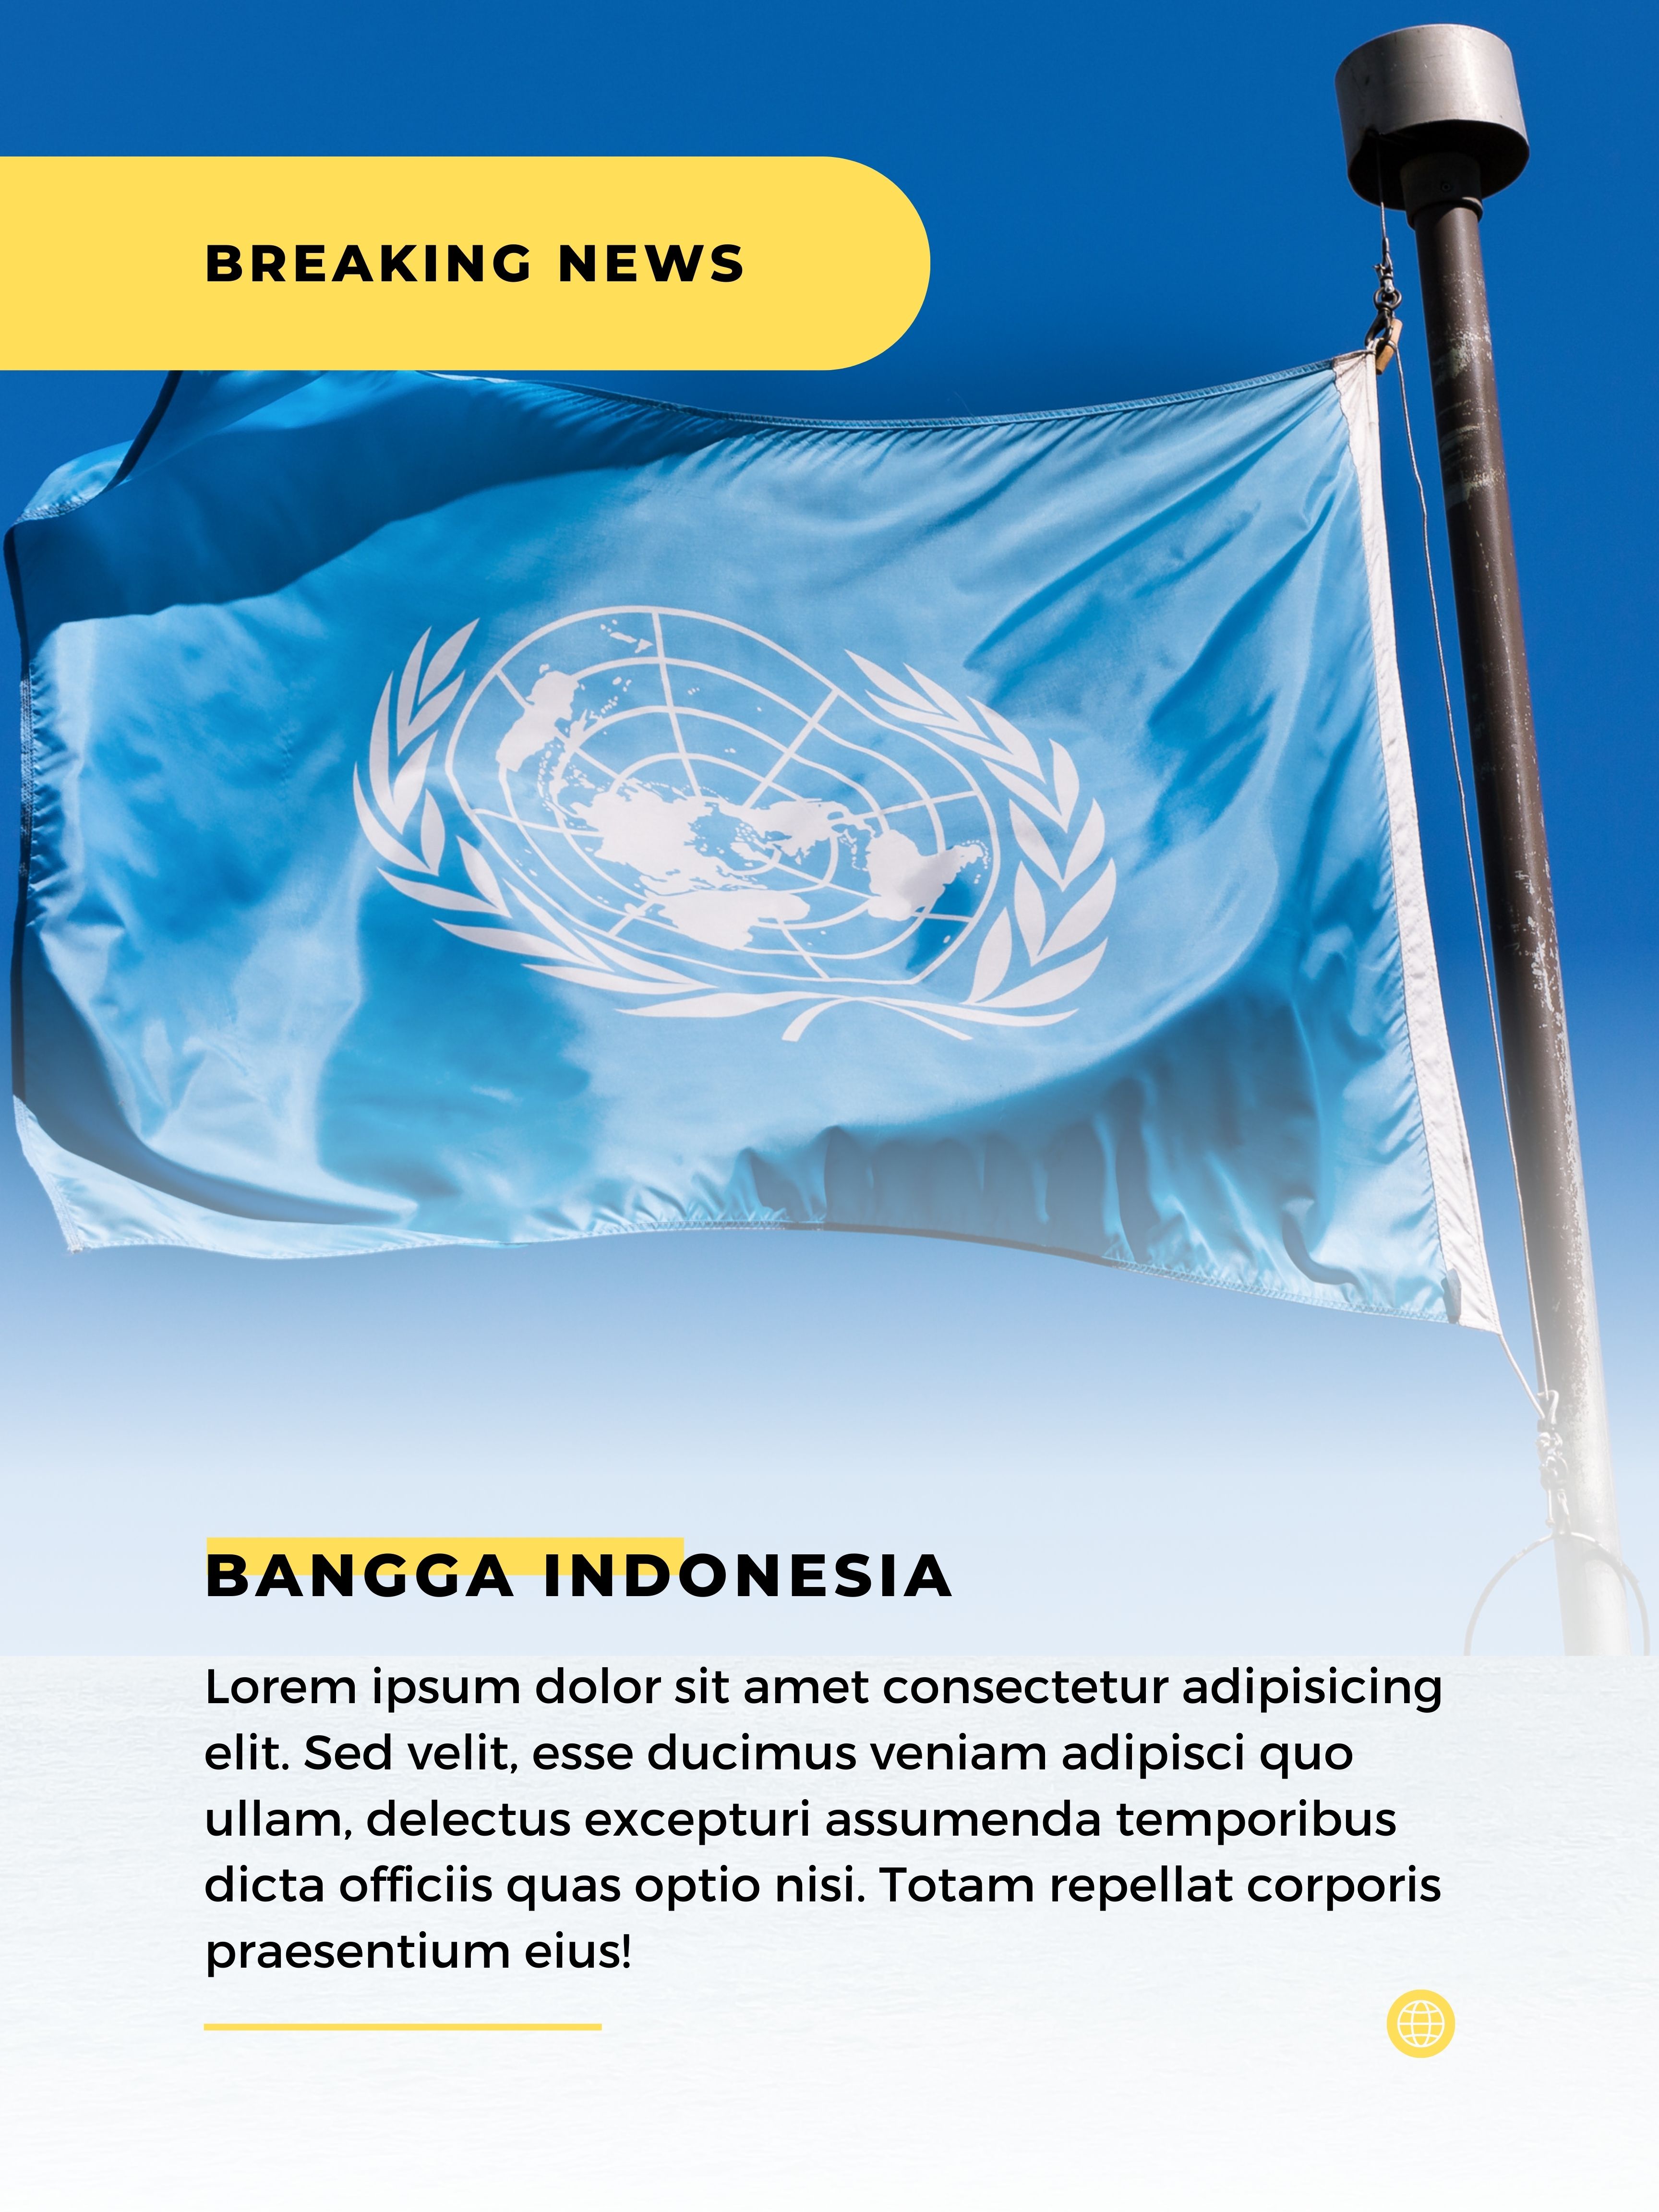 BREAKING NEWS
BANGGA INDONESIA
Lorem ipsum dolor sit amet consectetur adipisicing
elit. Sed velit, esse ducimus veniam adipisci quo
ullam, delectus excepturi assumenda temporibus
dicta officiis quas optio nisi. Totam repellat corporis
praesentium eius!